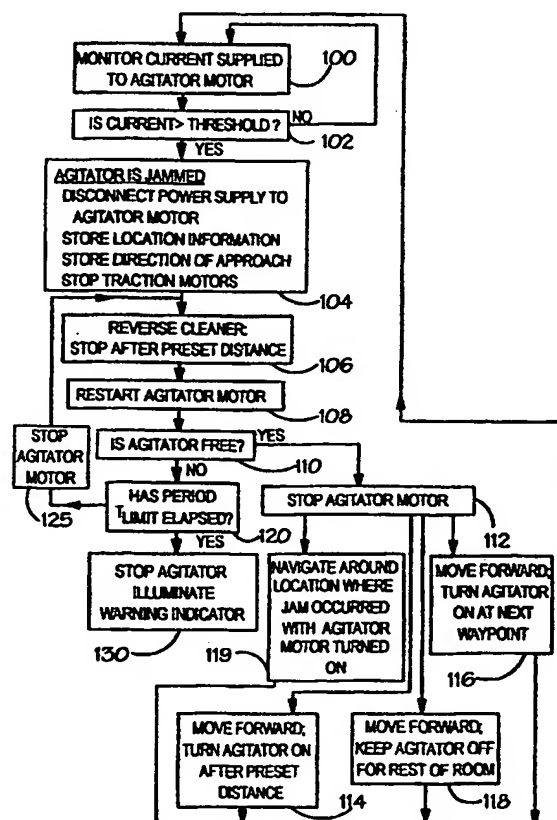 MONITOR CURRENT SUPPLIED
TO AGITATOR MOTOR
100
IS CURRENT> THRESHOLD?
NO
102
YES
AGITATOR IS JAMMED
DISCONNECT POWER SUPPLY TO
AGITATOR MOTOR
STORE LOCATION INFORMATION
STORE DIRECTION OF APPROACH
STOP TRACTION MOTORS
104
REVERSE CLEANER;
STOP AFTER PRESET DISTANCE
106
RESTART AGITATOR MOTOR
108
IS AGITATOR FREE?
YES
110
NO
STOP
AGITATOR
MOTOR
125
HAS PERIOD
TLIMIT ELAPSED?
120
YES
STOP AGITATOR
ILLUMINATE
WARNING INDICATOR
130
STOP AGITATOR MOTOR
112
NAVIGATE AROUND
LOCATION WHERE
JAM OCCURRED
WITH AGITATOR
MOTOR TURNED
ON
119
MOVE FORWARD;
TURN AGITATOR
ON AT NEXT
WAYPOINT
116
MOVE FORWARD;
TURN AGITATOR ON
AFTER PRESET
DISTANCE
114
MOVE FORWARD;
KEEP AGITATOR OFF
FOR REST OF ROOM
118